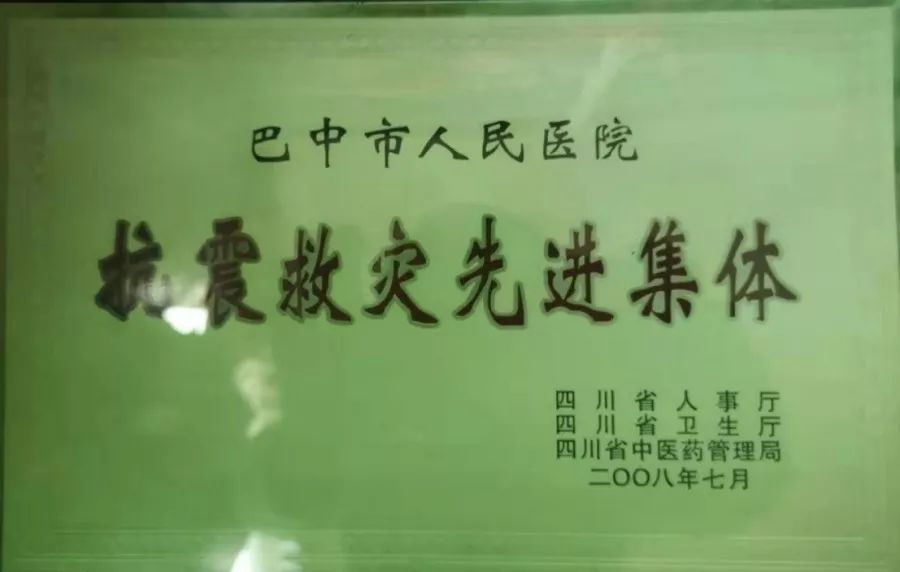 巴中市人民医院
抗震救灾先进集体
四川省人事厅
四川省卫生厅
四川省中医药管理局
二〇〇八年七月